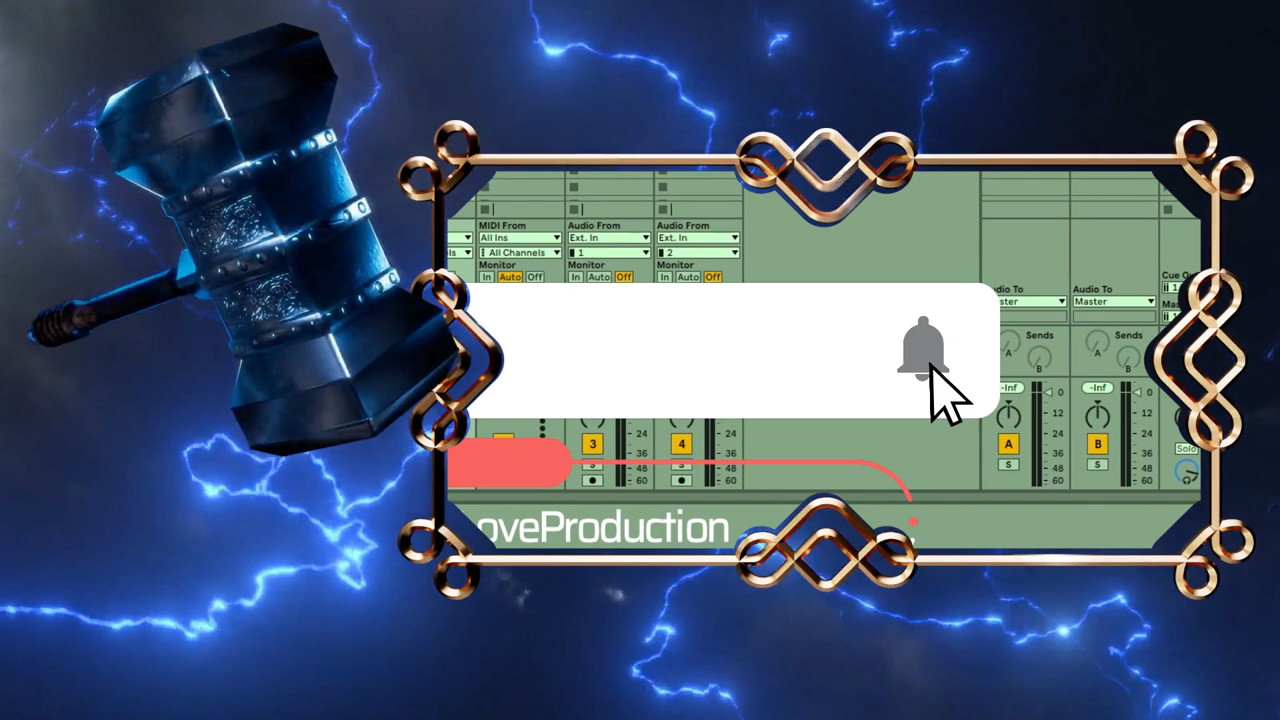 MIDI From Audio From Audio From
All Ins Ext. In Ext. In
ls All Channels 1 2
Monitor Monitor Monitor
In Auto Off In Auto Off In Auto Off
Cue
Audio To
ster Master
Sends Sends
A B A B
-Inf -Inf
0 0
12 12
24 24 24 24
3 4 A B
36 36 36 36
Solo
S S S S
48 48 48 48
60 60 60 60
oveProduction